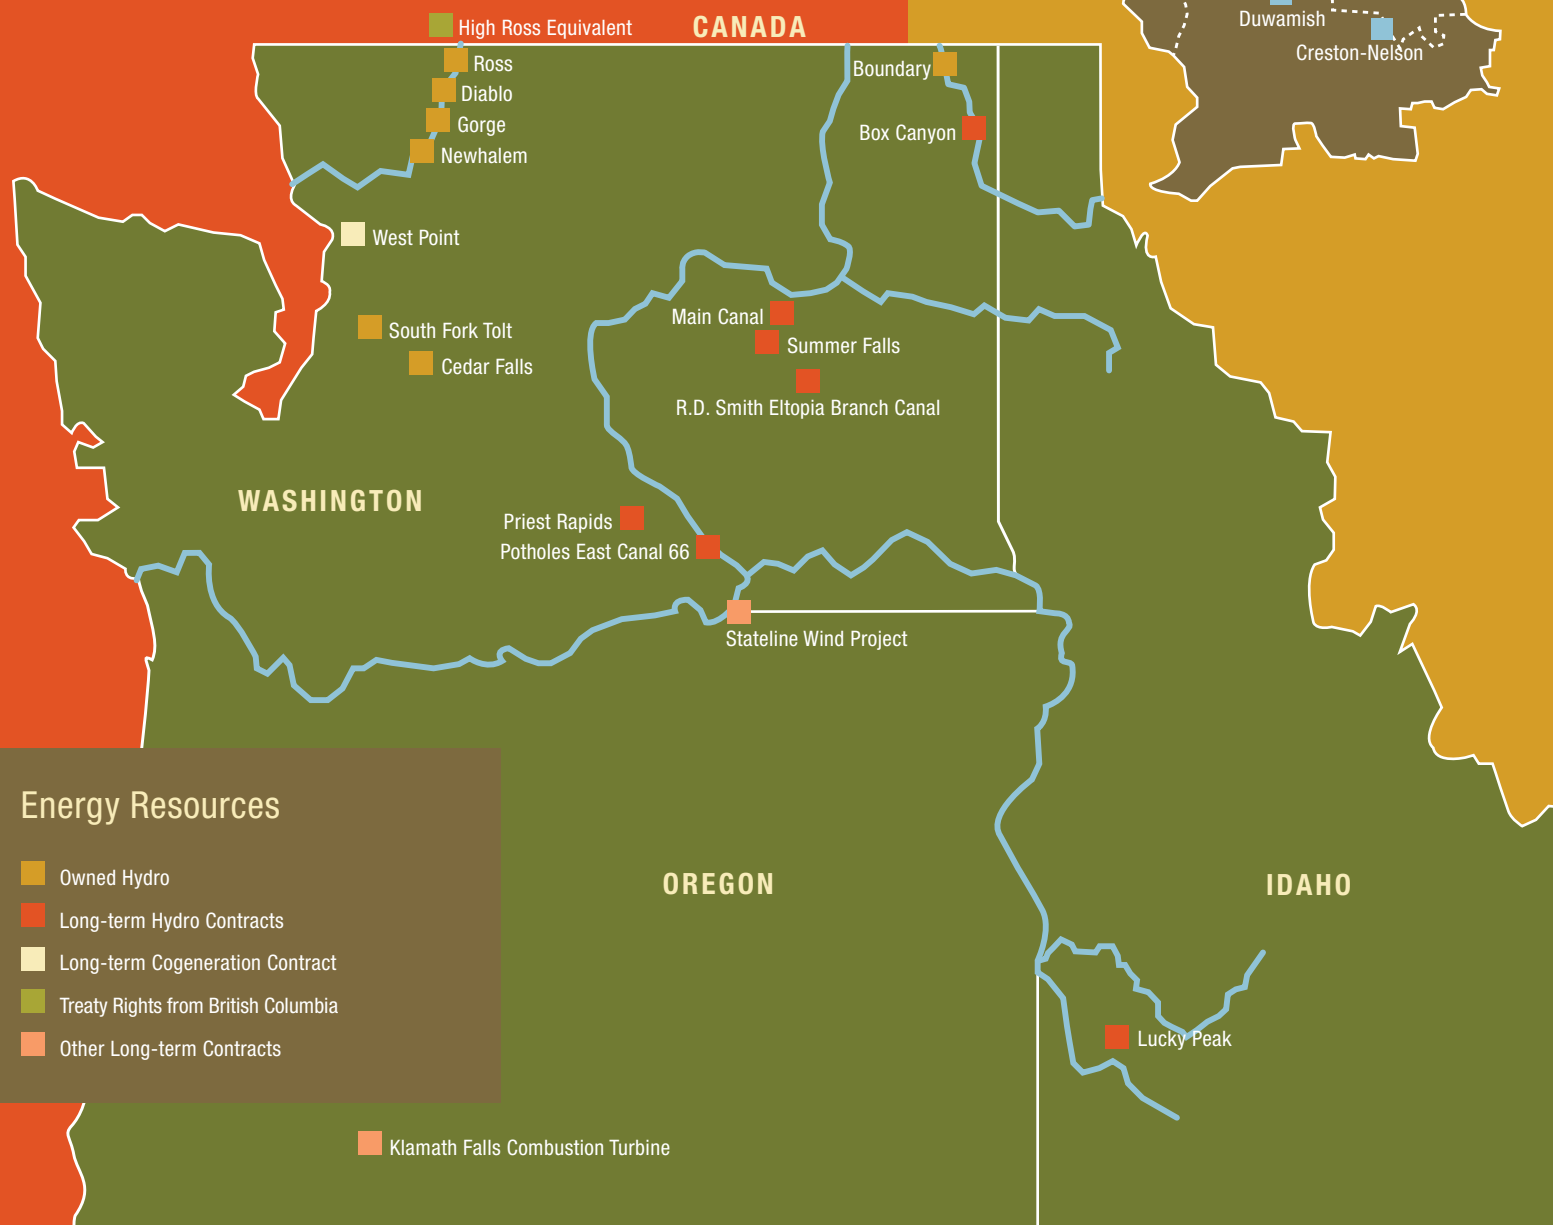 High Ross Equivalent
CANADA
Duwamish
Creston-Nelson
Ross
Boundary
Diablo
Gorge
Box Canyon
Newhalem
West Point
Main Canal
South Fork Tolt
Summer Falls
Cedar Falls
R.D. Smith Eltopia Branch Canal
WASHINGTON
Priest Rapids
Potholes East Canal 66
Stateline Wind Project
Energy Resources
Owned Hydro
Long-term Hydro Contracts
Long-term Cogeneration Contract
Treaty Rights from British Columbia
Other Long-term Contracts
OREGON
IDAHO
Lucky Peak
Klamath Falls Combustion Turbine